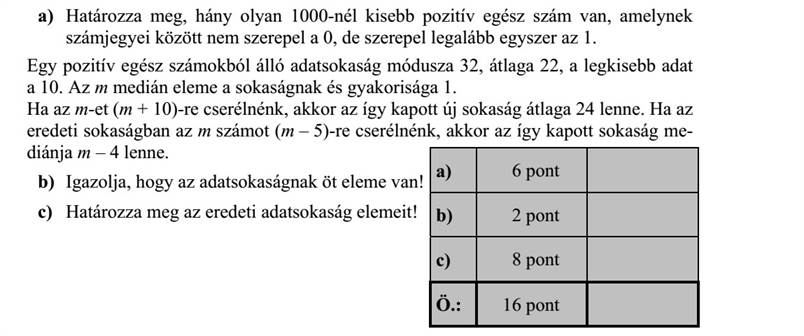 a) Határozza meg, hány olyan 1000-nél kisebb pozitív egész szám van, amelynek
számjegyei között nem szerepel a 0, de szerepel legalább egyszer az 1.
Egy pozitív egész számokból álló adatsokaság módusza 32, átlaga 22, a legkisebb adat
a 10. Az m medián eleme a sokaságnak és gyakorisága 1.
Ha az m-et (m + 10)-re cserélnénk, akkor az így kapott új sokaság átlaga 24 lenne. Ha az
eredeti sokaságban az m számot (m – 5)-re cserélnénk, akkor az így kapott sokaság me-
diánja m – 4 lenne.
b) Igazolja, hogy az adatsokaságnak öt eleme van!
c) Határozza meg az eredeti adatsokaság elemeit!
a) 6 pont
b) 2 pont
c) 8 pont
Ö.: 16 pont